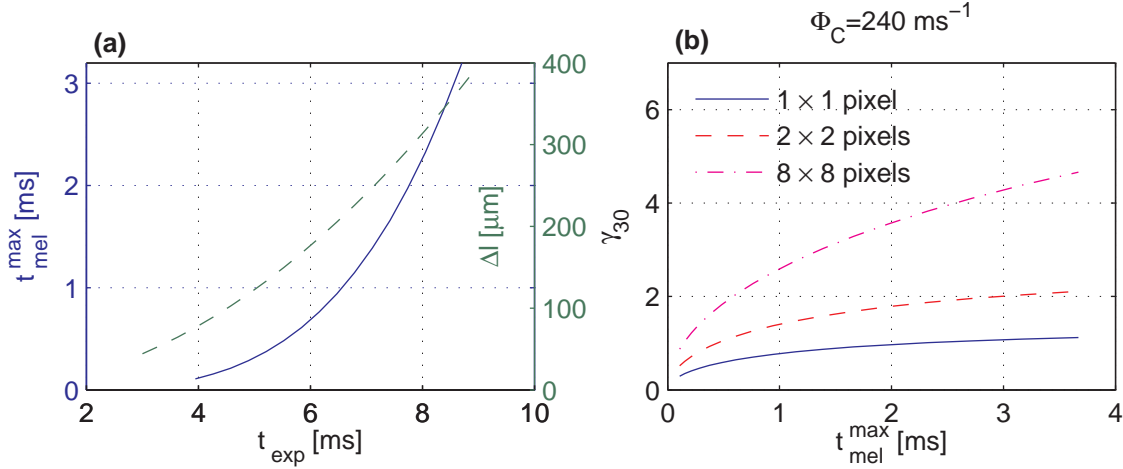 (a)
3
2
1
0
t_mel^max [ms]
400
300
200
100
0
Δl [μm]
2 4 6 8 10
t_exp [ms]
Φ_C=240 ms⁻¹
(b)
1 × 1 pixel
2 × 2 pixels
8 × 8 pixels
6
4
2
0
γ_30
0 1 2 3 4
t_mel^max [ms]